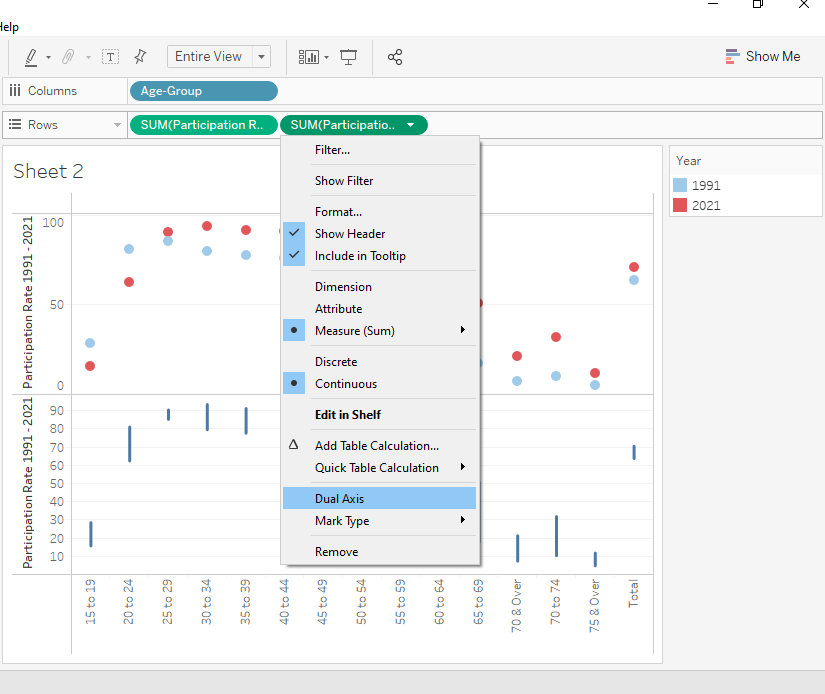 Help
T
Entire View
Show Me
Columns
Age-Group
Rows
SUM(Participation R..
SUM(Participatio..
Filter...
Show Filter
Format...
Show Header
Include in Tooltip
Dimension
Attribute
Measure (Sum)
Discrete
Continuous
Edit in Shelf
Add Table Calculation...
Quick Table Calculation
Dual Axis
Mark Type
Remove
Year
1991
2021
Sheet 2
Participation Rate 1991 - 2021
100
50
0
Participation Rate 1991 - 2021
90
80
70
60
50
40
30
20
10
15 to 19
20 to 24
25 to 29
30 to 34
35 to 39
40 to 44
45 to 49
50 to 54
55 to 59
60 to 64
65 to 69
70 & Over
70 to 74
75 & Over
Total